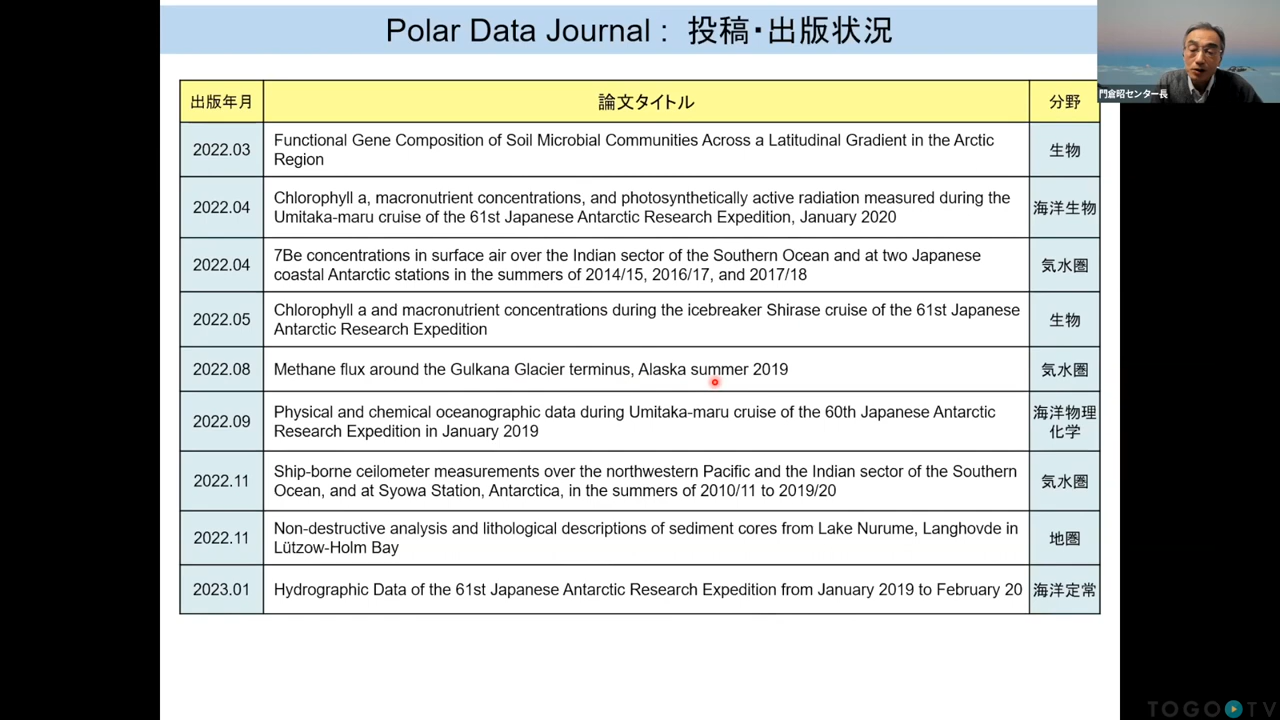 Polar Data Journal : 投稿・出版状況
門倉昭センター長
出版年月 論文タイトル 分野
2022.03 Functional Gene Composition of Soil Microbial Communities Across a Latitudinal Gradient in the Arctic
Region 生物
2022.04 Chlorophyll a, macronutrient concentrations, and photosynthetically active radiation measured during the
Umitaka-maru cruise of the 61st Japanese Antarctic Research Expedition, January 2020 海洋生物
2022.04 7Be concentrations in surface air over the Indian sector of the Southern Ocean and at two Japanese
coastal Antarctic stations in the summers of 2014/15, 2016/17, and 2017/18 気水圏
2022.05 Chlorophyll a and macronutrient concentrations during the icebreaker Shirase cruise of the 61st Japanese
Antarctic Research Expedition 生物
2022.08 Methane flux around the Gulkana Glacier terminus, Alaska summer 2019 気水圏
2022.09 Physical and chemical oceanographic data during Umitaka-maru cruise of the 60th Japanese Antarctic
Research Expedition in January 2019 海洋物理
化学
2022.11 Ship-borne ceilometer measurements over the northwestern Pacific and the Indian sector of the Southern
Ocean, and at Syowa Station, Antarctica, in the summers of 2010/11 to 2019/20 気水圏
2022.11 Non-destructive analysis and lithological descriptions of sediment cores from Lake Nurume, Langhovde in
Lützow-Holm Bay 地圏
2023.01 Hydrographic Data of the 61st Japanese Antarctic Research Expedition from January 2019 to February 20 海洋定常
TOGO TV